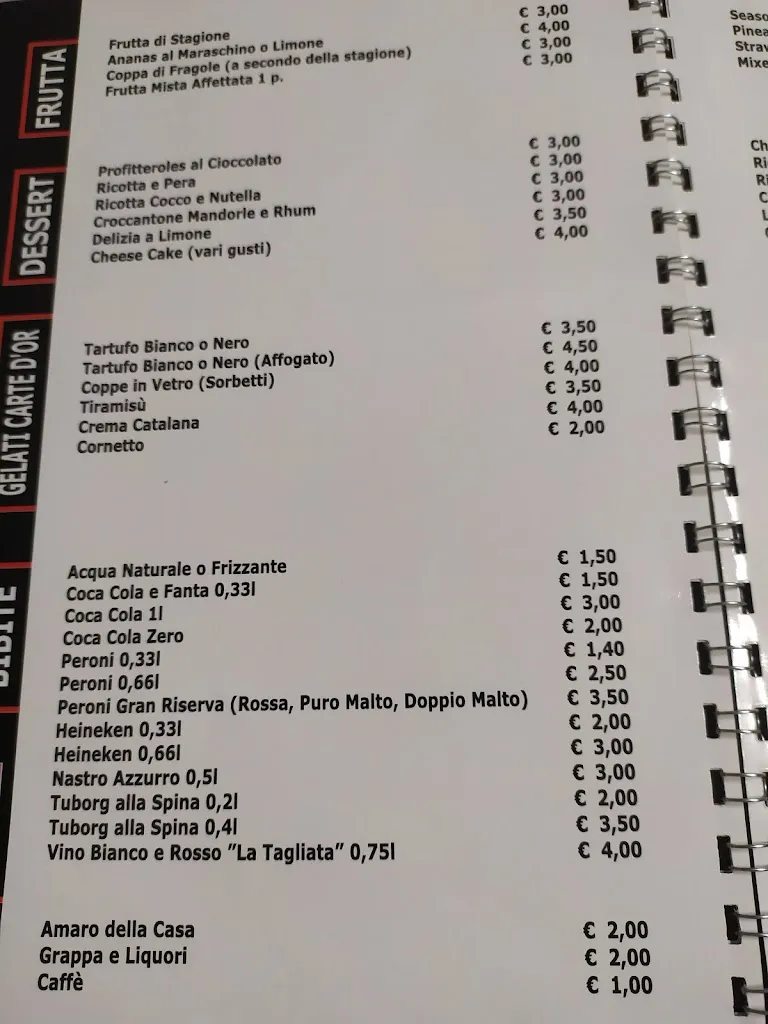 FRUTTA
Frutta di Stagione € 3,00
Ananas al Maraschino o Limone € 4,00
Coppa di Fragole (a secondo della stagione) € 3,00
Frutta Mista Affettata 1 p. € 3,00
DESSERT
Profitteroles al Cioccolato € 3,00
Ricotta e Pera € 3,00
Ricotta Cocco e Nutella € 3,00
Croccantone Mandorle e Rhum € 3,00
Delizia a Limone € 3,50
Cheese Cake (vari gusti) € 4,00
GELATI CARTE D'OR
Tartufo Bianco o Nero € 3,50
Tartufo Bianco o Nero (Affogato) € 4,50
Coppe in Vetro (Sorbetti) € 4,00
Tiramisù € 3,50
Crema Catalana € 4,00
Cornetto € 2,00
BIBITE
Acqua Naturale o Frizzante € 1,50
Coca Cola e Fanta 0,33l € 1,50
Coca Cola 1l € 3,00
Coca Cola Zero € 2,00
Peroni 0,33l € 1,40
Peroni 0,66l € 2,50
Peroni Gran Riserva (Rossa, Puro Malto, Doppio Malto) € 3,50
Heineken 0,33l € 2,00
Heineken 0,66l € 3,00
Nastro Azzurro 0,5l € 3,00
Tuborg alla Spina 0,2l € 2,00
Tuborg alla Spina 0,4l € 3,50
Vino Bianco e Rosso "La Tagliata" 0,75l € 4,00
Amaro della Casa € 2,00
Grappa e Liquori € 2,00
Caffè € 1,00